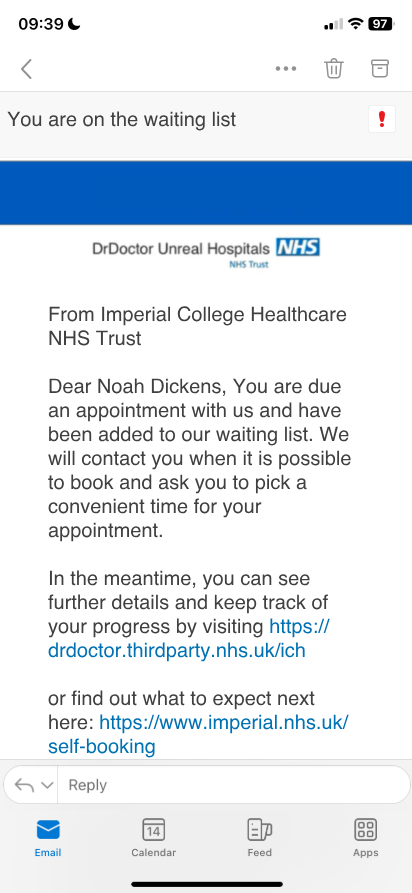 09:39
97
You are on the waiting list
DrDoctor Unreal Hospitals NHS
NHS Trust
From Imperial College Healthcare
NHS Trust
Dear Noah Dickens, You are due
an appointment with us and have
been added to our waiting list. We
will contact you when it is possible
to book and ask you to pick a
convenient time for your
appointment.
In the meantime, you can see
further details and keep track of
your progress by visiting https://
drdoctor.thirdparty.nhs.uk/ich
or find out what to expect next
here: https://www.imperial.nhs.uk/
self-booking
Reply
14
Email Calendar Feed Apps